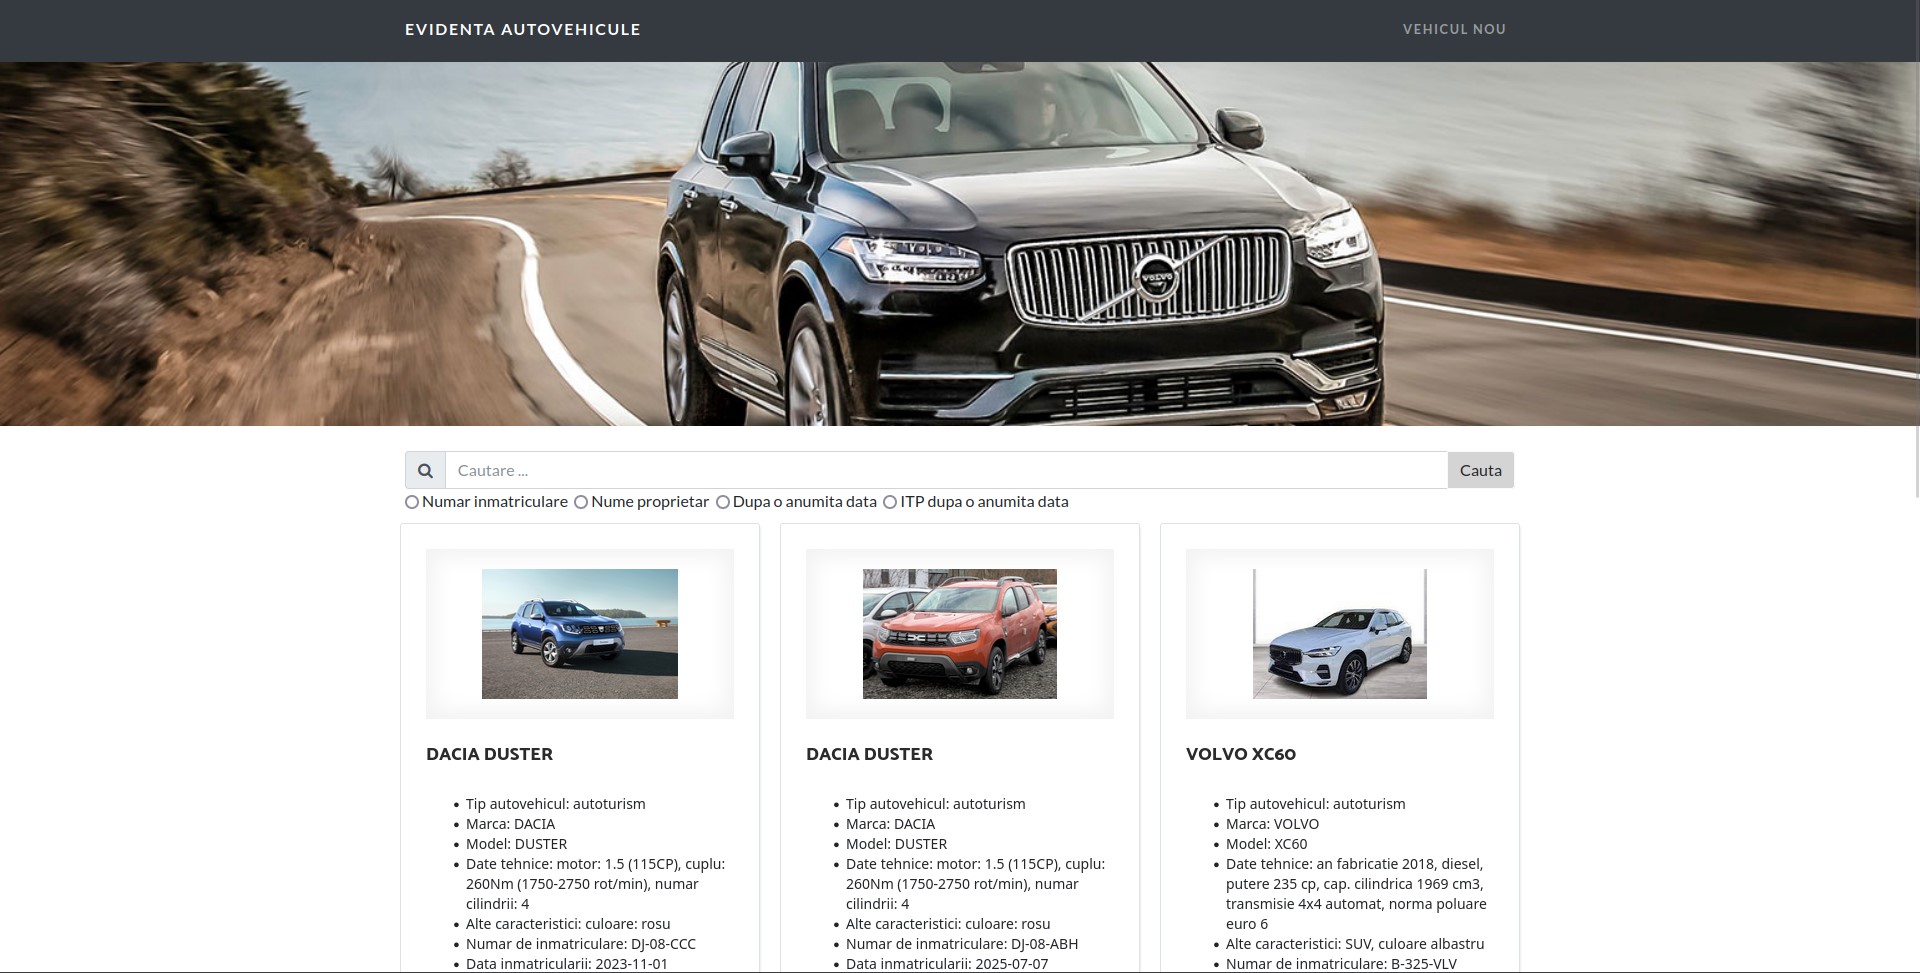 EVIDENTA AUTOVEHICULE
VEHICUL NOU
VOLVO
Cautare ...
Cauta
Numar inmatriculare Nume proprietar Dupa o anumita data ITP dupa o anumita data
DACIA DUSTER
Tip autovehicul: autoturism
Marca: DACIA
Model: DUSTER
Date tehnice: motor: 1.5 (115CP), cuplu:
260Nm (1750-2750 rot/min), numar
cilindrii: 4
Alte caracteristici: culoare: rosu
Numar de inmatriculare: DJ-08-CCC
Data inmatricularii: 2023-11-01
DACIA DUSTER
Tip autovehicul: autoturism
Marca: DACIA
Model: DUSTER
Date tehnice: motor: 1.5 (115CP), cuplu:
260Nm (1750-2750 rot/min), numar
cilindrii: 4
Alte caracteristici: culoare: rosu
Numar de inmatriculare: DJ-08-ABH
Data inmatricularii: 2025-07-07
VOLVO XC60
Tip autovehicul: autoturism
Marca: VOLVO
Model: XC60
Date tehnice: an fabricatie 2018, diesel,
putere 235 cp, cap. cilindrica 1969 cm3,
transmisie 4x4 automat, norma poluare
euro 6
Alte caracteristici: SUV, culoare albastru
Numar de inmatriculare: B-325-VLV